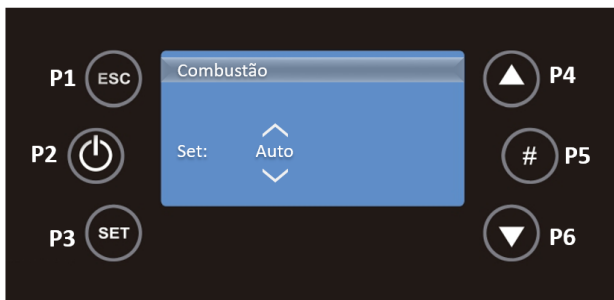 Combustão
P1 ESC
P4
Set: Auto
P2
# P5
P3 SET
P6